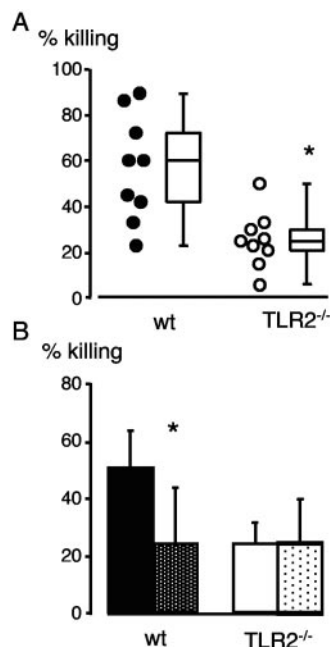 A
% killing
100
80
60
40
20
0
*
wt
TLR2-/-
B
% killing
80
60
40
20
0
*
wt
TLR2-/-